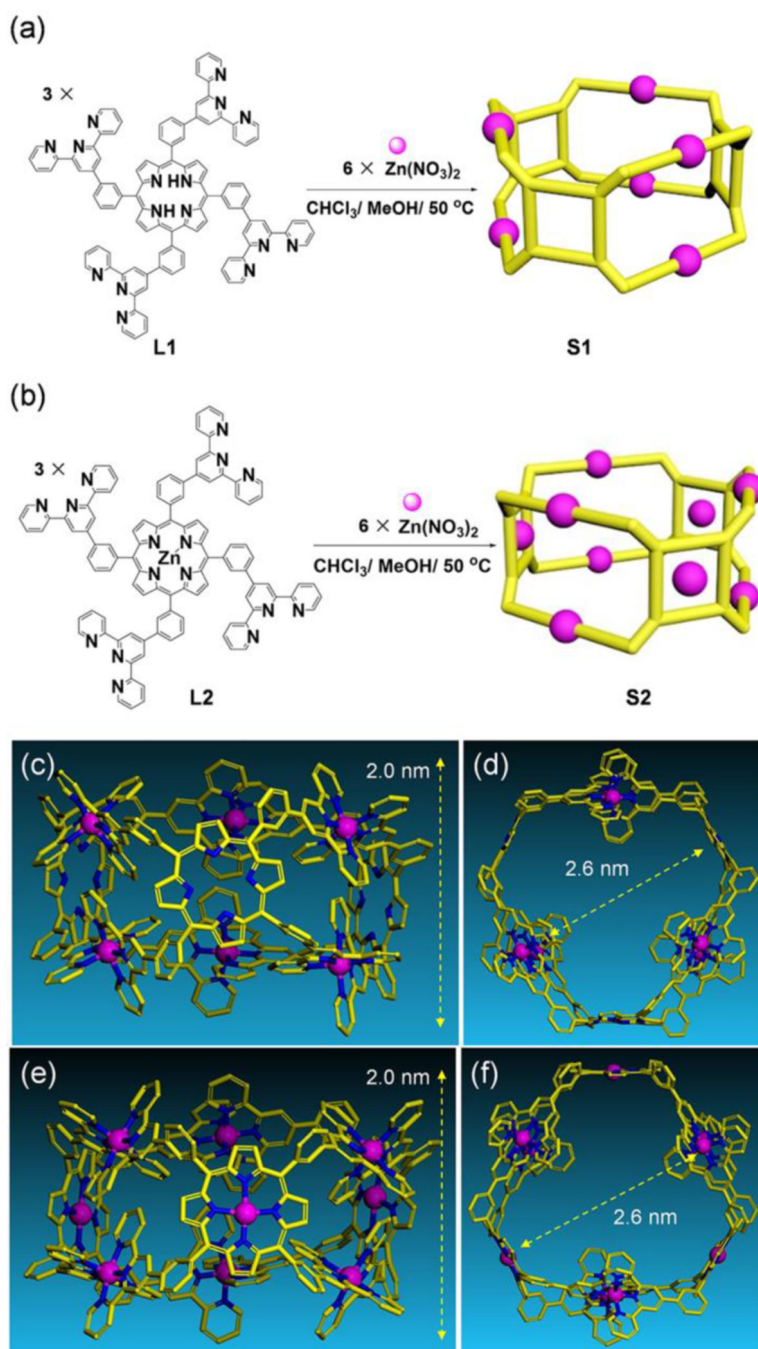 (a)
3 ×
N
N
N
N
N
N
N HN
NH N
N
N
N
N
N
N
L1
6 × Zn(NO₃)₂
CHCl₃/ MeOH/ 50 °C
S1
(b)
3 ×
N
N
N
N
N
N
N N
Zn
N N
N
N
N
N
N
N
L2
6 × Zn(NO₃)₂
CHCl₃/ MeOH/ 50 °C
S2
(c)
2.0 nm
(d)
2.6 nm
(e)
2.0 nm
(f)
2.6 nm